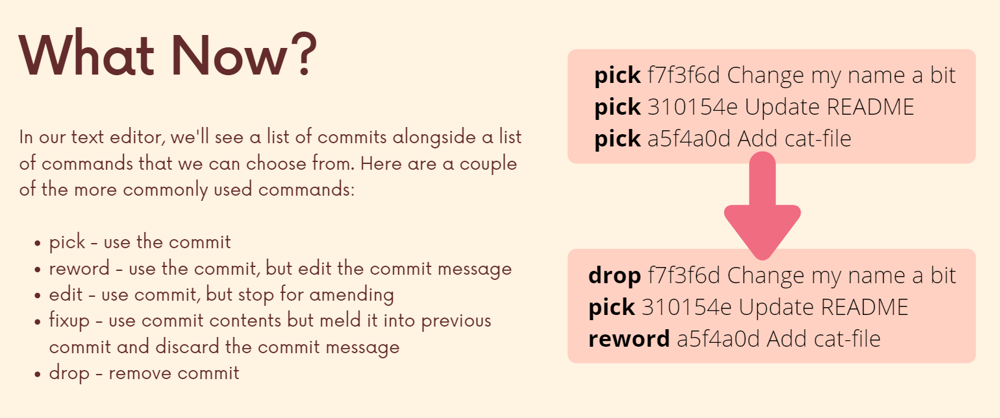 What Now?
In our text editor, we'll see a list of commits alongside a list
of commands that we can choose from. Here are a couple
of the more commonly used commands:
• pick - use the commit
• reword - use the commit, but edit the commit message
• edit - use commit, but stop for amending
• fixup - use commit contents but meld it into previous
commit and discard the commit message
• drop - remove commit
pick f7f3f6d Change my name a bit
pick 310154e Update README
pick a5f4a0d Add cat-file
drop f7f3f6d Change my name a bit
pick 310154e Update README
reword a5f4a0d Add cat-file